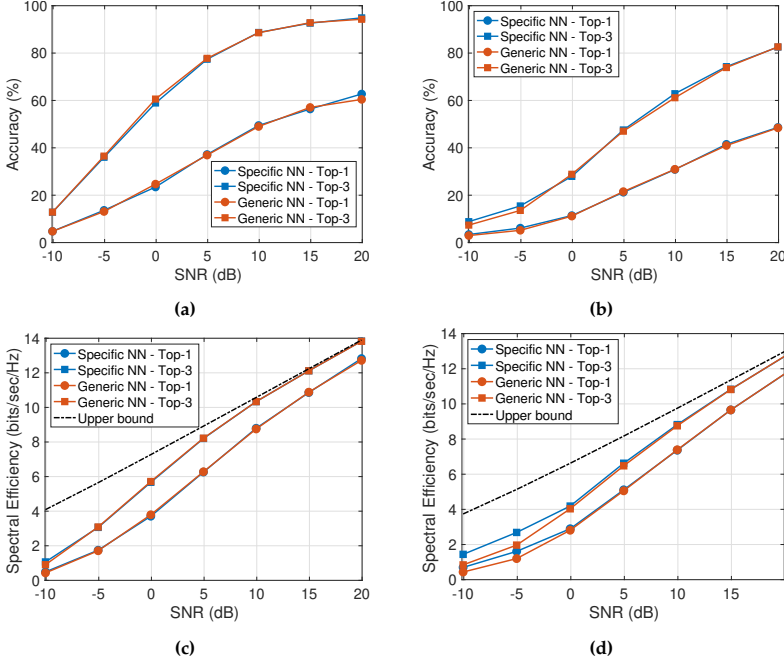 100
80
60
40
20
0
Accuracy (%)
Specific NN - Top-1
Specific NN - Top-3
Generic NN - Top-1
Generic NN - Top-3
-10 -5 0 5 10 15 20
SNR (dB)
(a)
100
80
60
40
20
0
Accuracy (%)
Specific NN - Top-1
Specific NN - Top-3
Generic NN - Top-1
Generic NN - Top-3
-10 -5 0 5 10 15 20
SNR (dB)
(b)
14
12
10
8
6
4
2
0
Spectral Efficiency (bits/sec/Hz)
Specific NN - Top-1
Specific NN - Top-3
Generic NN - Top-1
Generic NN - Top-3
Upper bound
-10 -5 0 5 10 15 20
SNR (dB)
(c)
14
12
10
8
6
4
2
0
Spectral Efficiency (bits/sec/Hz)
Specific NN - Top-1
Specific NN - Top-3
Generic NN - Top-1
Generic NN - Top-3
Upper bound
-10 -5 0 5 10 15
SNR (dB)
(d)